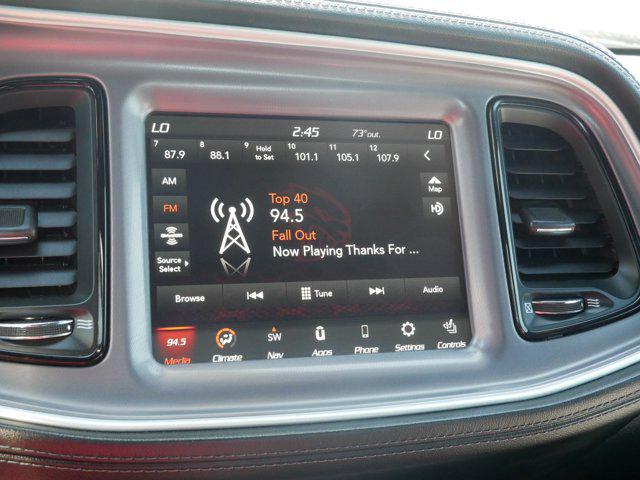 LO 2:45 73°out. LO
7 87.9 8 88.1 9 Hold to Set 10 101.1 11 105.1 12 107.9
AM
FM
SiriusXM
Source Select
Top 40
94.5
Fall Out
Now Playing Thanks For ...
Map
Browse Tune Audio
94.5 SW
Media Climate Nav Apps Phone Settings Controls